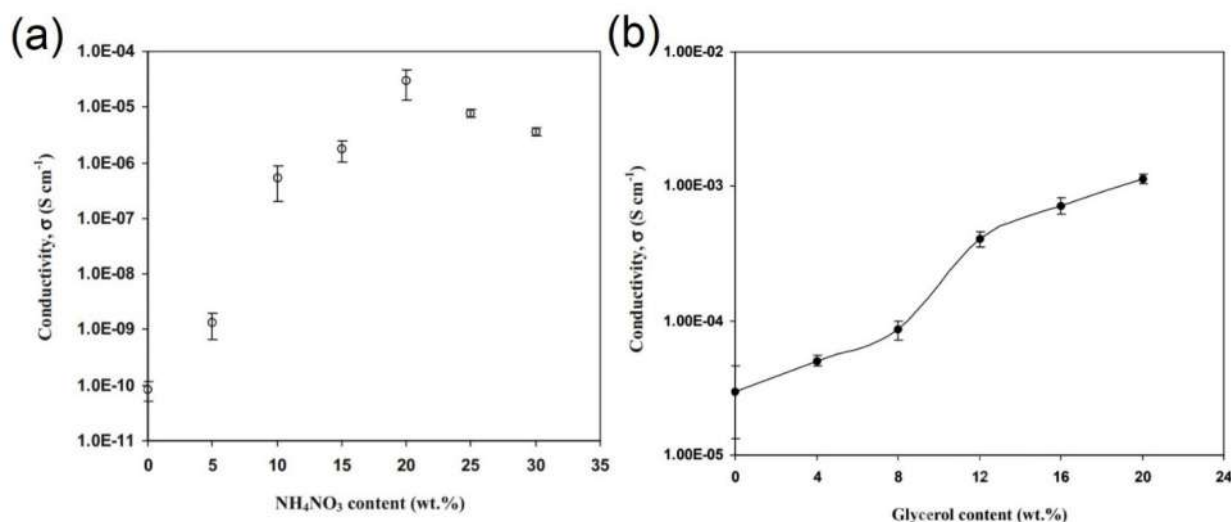 (a)
Conductivity, σ (S cm⁻¹)
1.0E-04
1.0E-05
1.0E-06
1.0E-07
1.0E-08
1.0E-09
1.0E-10
1.0E-11
0 5 10 15 20 25 30 35
NH₄NO₃ content (wt.%)
(b)
Conductivity, σ (S cm⁻¹)
1.00E-02
1.00E-03
1.00E-04
1.00E-05
0 4 8 12 16 20 24
Glycerol content (wt.%)